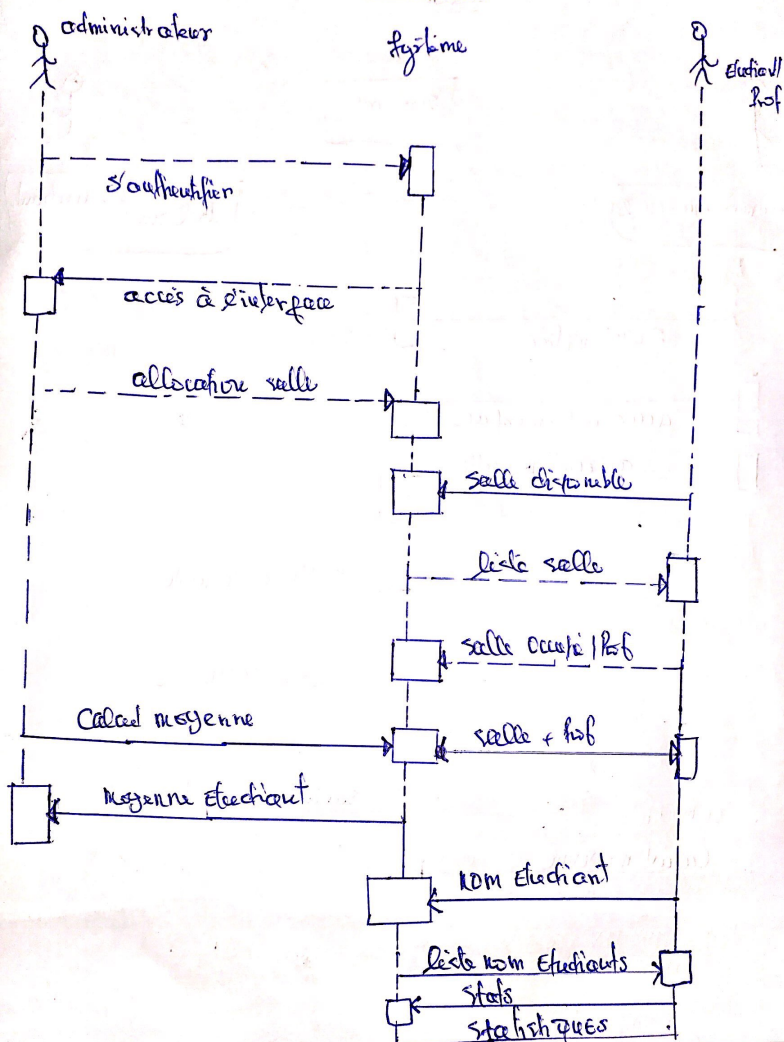 administrateur
Système
Etudiant/
Prof
s'authentifier
accès à l'interface
allocation salle
salle disponible
liste salle
salle occupé / Prof
Calcul moyenne
salle + Prof
moyenne Etudiant
nom Etudiant
liste nom Etudiants
Stats
Statistiques